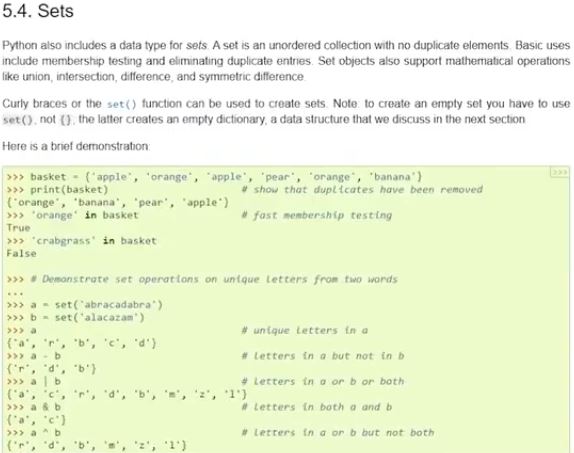 5.4. Sets
Python also includes a data type for sets. A set is an unordered collection with no duplicate elements. Basic uses
include membership testing and eliminating duplicate entries. Set objects also support mathematical operations
like union, intersection, difference, and symmetric difference.
Curly braces or the set() function can be used to create sets. Note: to create an empty set you have to use
set(), not {}; the latter creates an empty dictionary, a data structure that we discuss in the next section.
Here is a brief demonstration:
>>>
>>> basket = {'apple', 'orange', 'apple', 'pear', 'orange', 'banana'}
>>> print(basket) # show that duplicates have been removed
{'orange', 'banana', 'pear', 'apple'}
>>> 'orange' in basket # fast membership testing
True
>>> 'crabgrass' in basket
False
>>> # Demonstrate set operations on unique letters from two words
...
>>> a = set('abracadabra')
>>> b = set('alacazam')
>>> a # unique letters in a
{'a', 'r', 'b', 'c', 'd'}
>>> a - b # letters in a but not in b
{'r', 'd', 'b'}
>>> a | b # letters in a or b or both
{'a', 'c', 'r', 'd', 'b', 'm', 'z', 'l'}
>>> a & b # letters in both a and b
{'a', 'c'}
>>> a ^ b # letters in a or b but not both
{'r', 'd', 'b', 'm', 'z', 'l'}